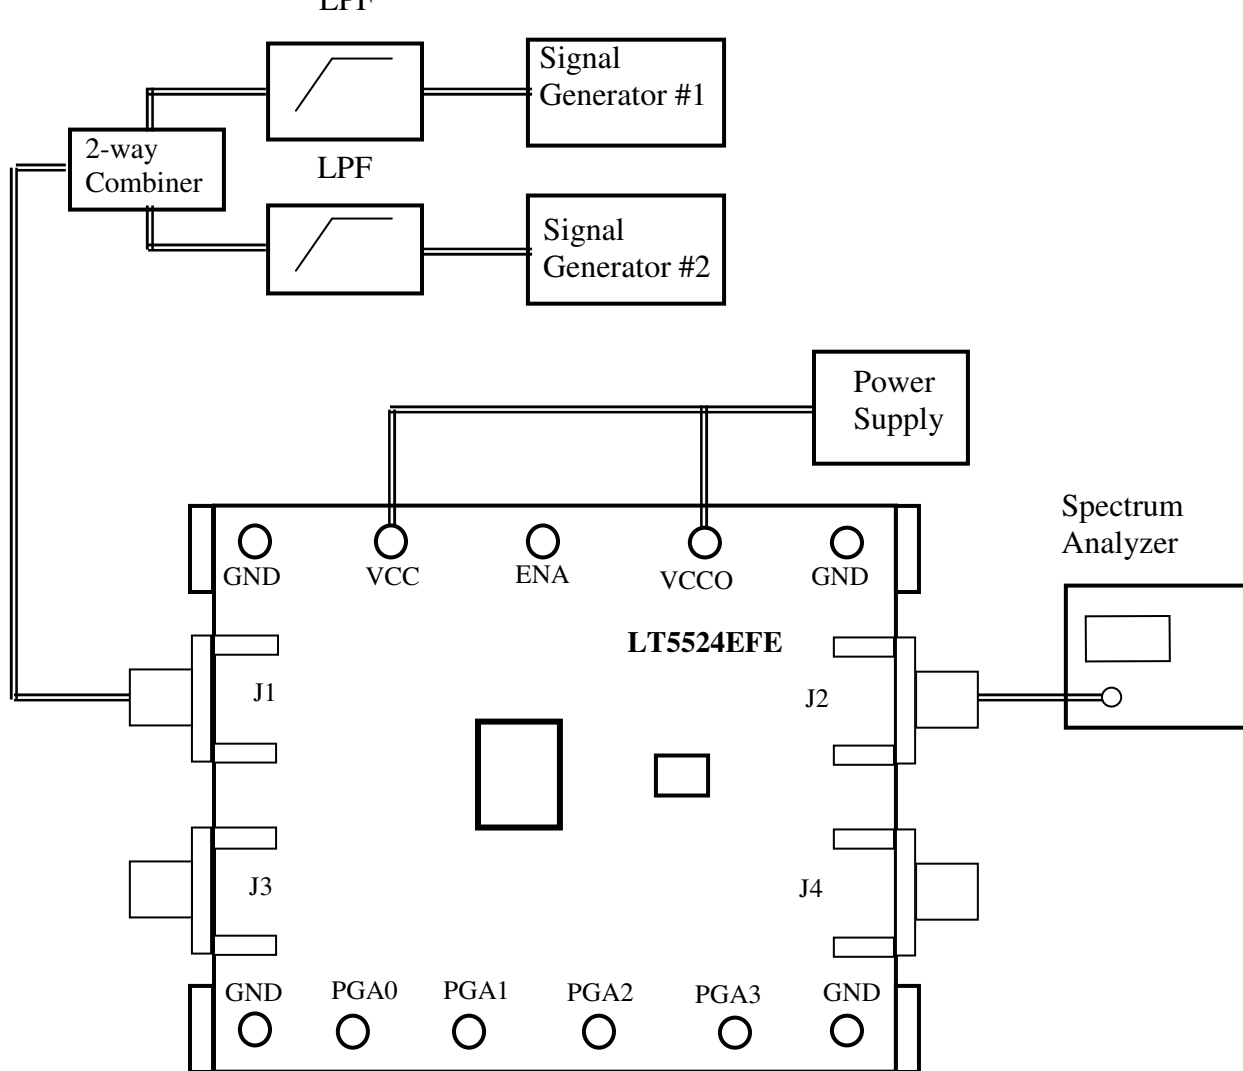 LPF
Signal
Generator #1
2-way
Combiner
LPF
Signal
Generator #2
Power
Supply
Spectrum
Analyzer
GND
VCC
ENA
VCCO
GND
LT5524EFE
J1
J2
J3
J4
GND
PGA0
PGA1
PGA2
PGA3
GND